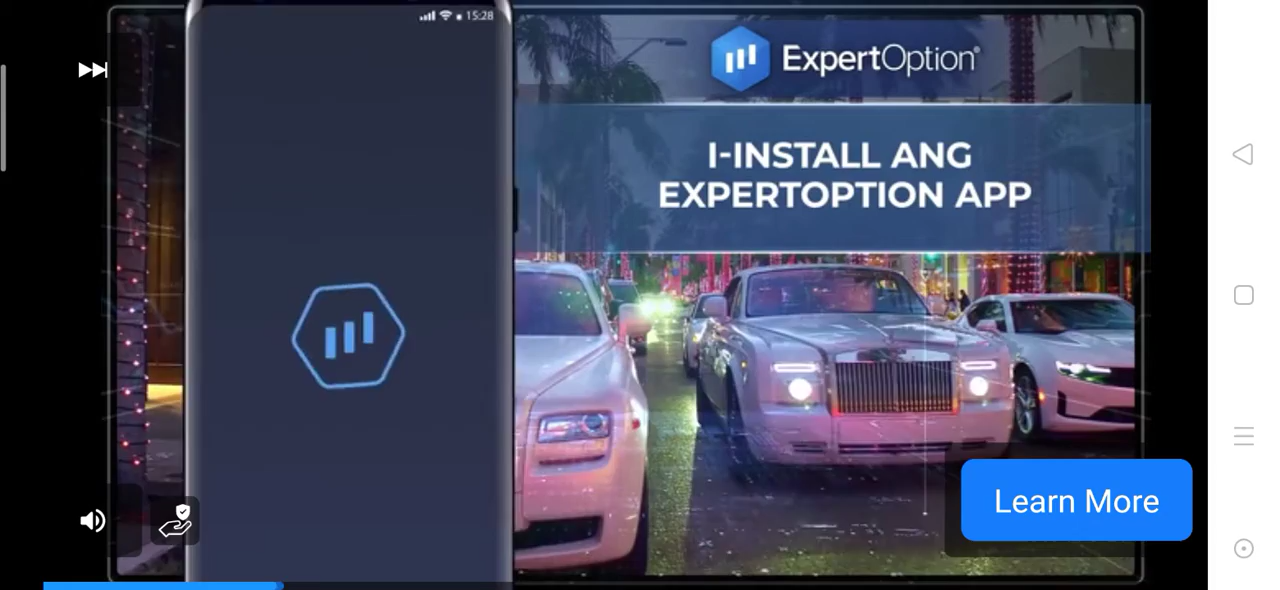 15:28
ExpertOption®
I-INSTALL ANG
EXPERTOPTION APP
Learn More